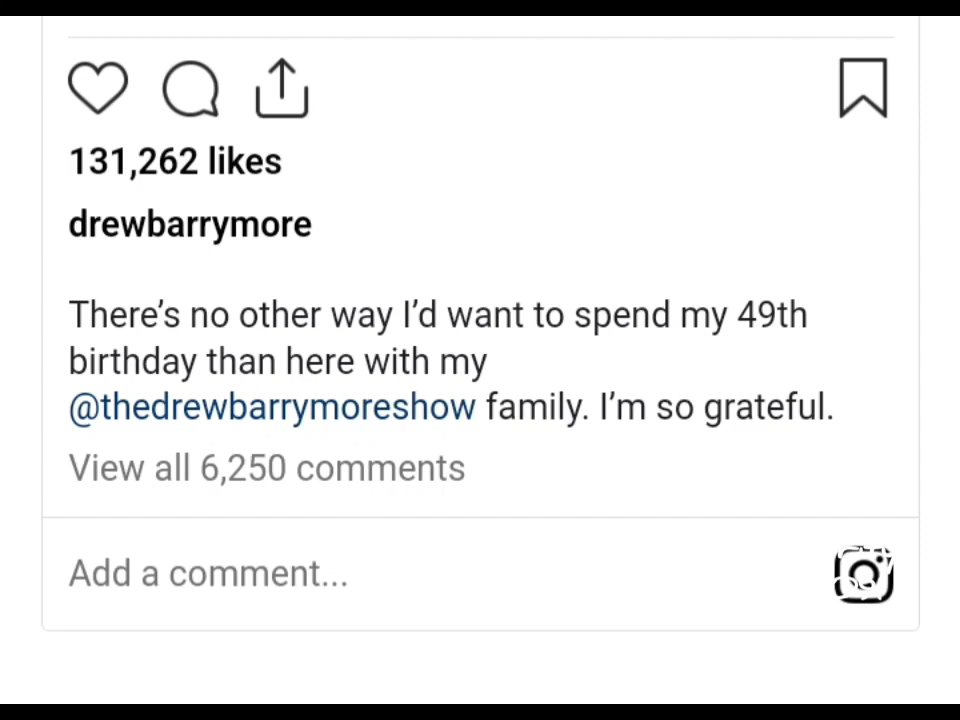 131,262 likes
drewbarrymore
There’s no other way I’d want to spend my 49th
birthday than here with my
@thedrewbarrymoreshow family. I’m so grateful.
View all 6,250 comments
Add a comment...